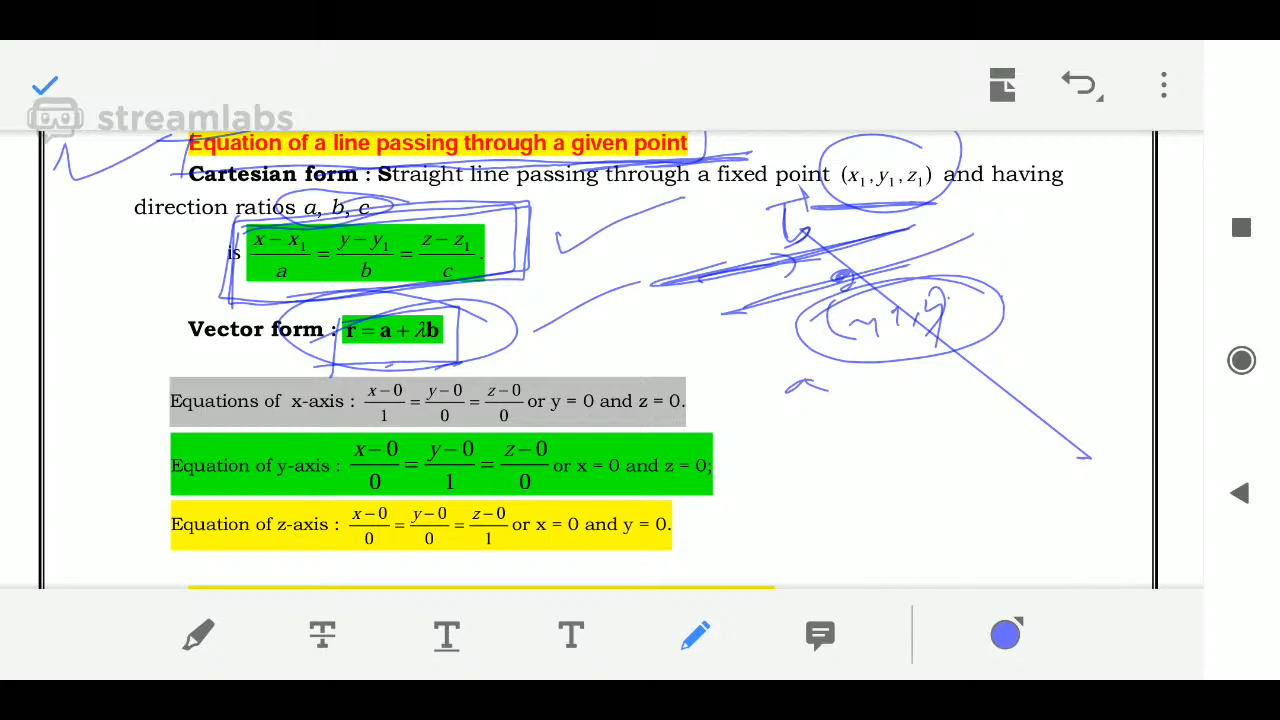 streamlabs
Equation of a line passing through a given point
Cartesian form : Straight line passing through a fixed point (x₁, y₁, z₁) and having
direction ratios a, b, c
is (x − x₁)/a = (y − y₁)/b = (z − z₁)/c .
Vector form : r = a + λb
Equations of x-axis : (x − 0)/1 = (y − 0)/0 = (z − 0)/0 or y = 0 and z = 0.
Equation of y-axis : (x − 0)/0 = (y − 0)/1 = (z − 0)/0 or x = 0 and z = 0;
Equation of z-axis : (x − 0)/0 = (y − 0)/0 = (z − 0)/1 or x = 0 and y = 0.